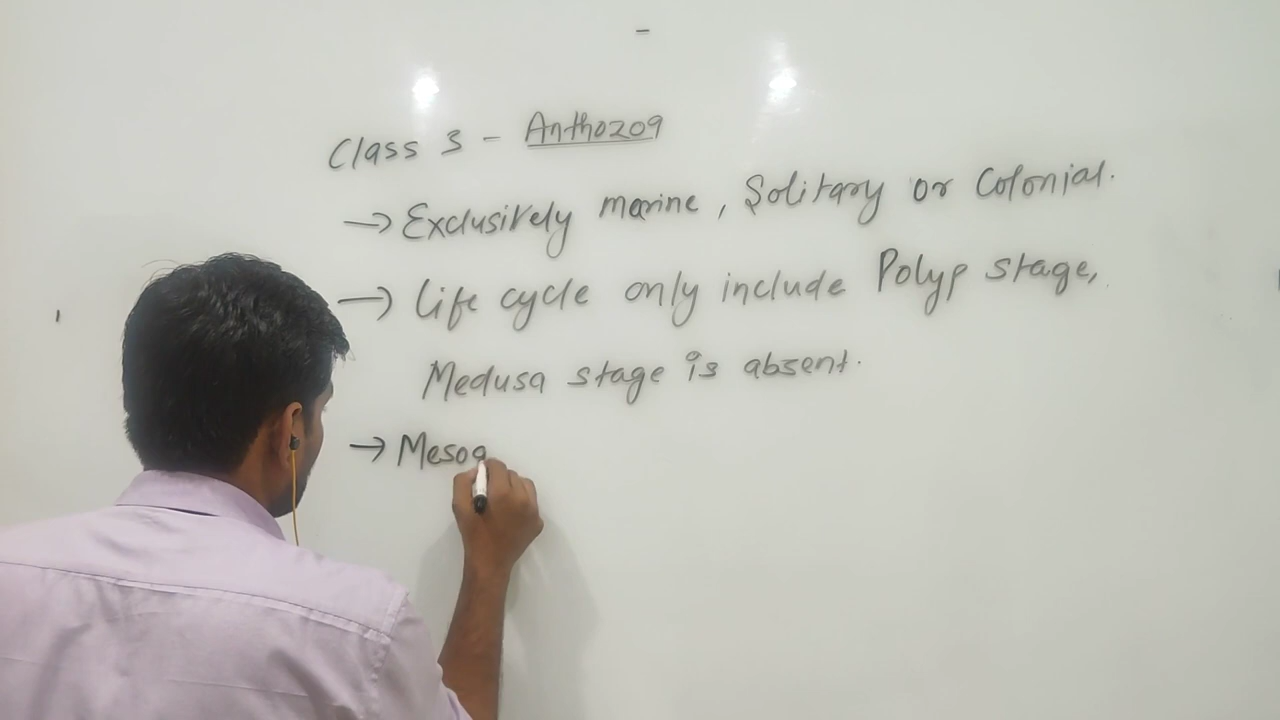 Class 3 - Anthozoa
→ Exclusively marine, Solitary or Colonial.
→ Life cycle only include Polyp stage,
Medusa stage is absent.
→ Mesog